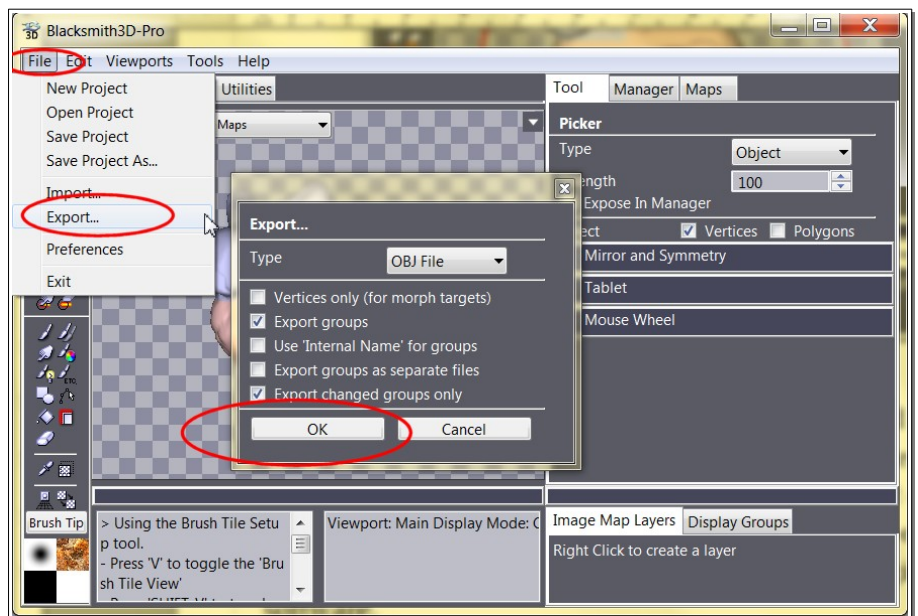 Blacksmith3D-Pro
File Edit Viewports Tools Help
New Project
Open Project
Save Project
Save Project As...
Import...
Export...
Preferences
Exit
Utilities
Maps
Export...
Type OBJ File
Vertices only (for morph targets)
Export groups
Use 'Internal Name' for groups
Export groups as separate files
Export changed groups only
OK Cancel
Tool Manager Maps
Picker
Type Object
100
Expose In Manager
Vertices Polygons
Mirror and Symmetry
Tablet
Mouse Wheel
ETC.
Brush Tip
> Using the Brush Tile Setu
p tool.
- Press 'V' to toggle the 'Bru
sh Tile View'
Viewport: Main Display Mode:
Image Map Layers Display Groups
Right Click to create a layer